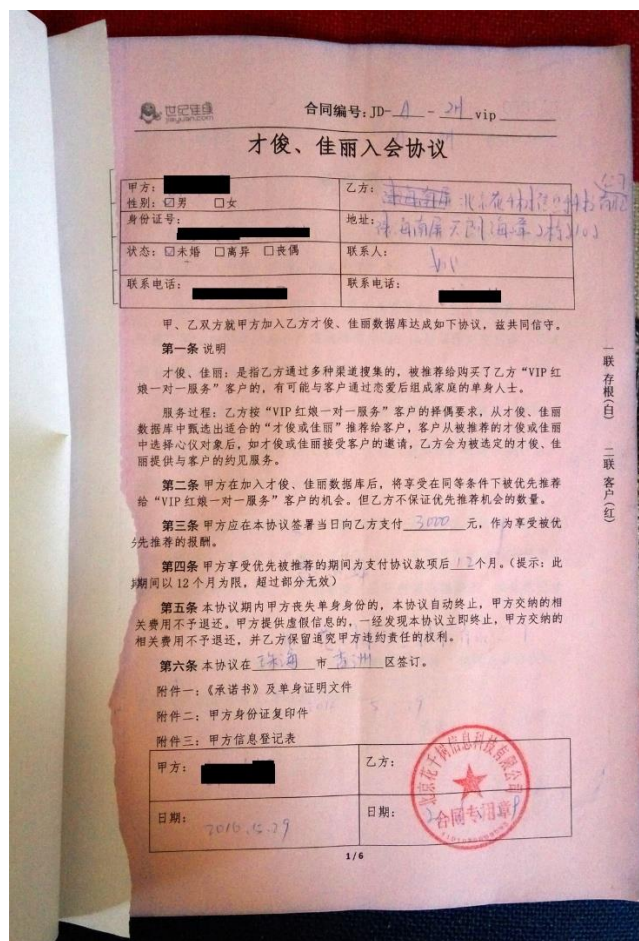 世纪佳缘
jiayuan.com
合同编号:JD- A - 2H vip
才俊、佳丽入会协议
甲方:
乙方:
性别:☑男 □女
身份证号:
地址:
状态:☑未婚 □离异 □丧偶
联系人:
联系电话:
联系电话:
甲、乙双方就甲方加入乙方才俊、佳丽数据库达成如下协议,兹共同信守。
第一条 说明
才俊、佳丽:是指乙方通过多种渠道搜集的,被推荐给购买了乙方“VIP 红
娘一对一服务”客户的,有可能与客户通过恋爱后组成家庭的单身人士。
服务过程:乙方按“VIP 红娘一对一服务”客户的择偶要求,从才俊、佳丽
数据库中甄选出适合的“才俊或佳丽”推荐给客户,客户从被推荐的才俊或佳丽
中选择心仪对象后,如才俊或佳丽接受客户的邀请,乙方会为被选定的才俊、佳
丽提供与客户的约见服务。
第二条 甲方在加入才俊、佳丽数据库后,将享受在同等条件下被优先推荐
给“VIP 红娘一对一服务”客户的机会。但乙方不保证优先推荐机会的数量。
第三条 甲方应在本协议签署当日向乙方支付 3000 元,作为享受被优
先推荐的报酬。
第四条 甲方享受优先被推荐的期间为支付协议款项后 12 个月。(提示:此
期间以 12 个月为限,超过部分无效)
第五条 本协议期内甲方丧失单身身份的,本协议自动终止,甲方交纳的相
关费用不予退还。甲方提供虚假信息的,一经发现本协议立即终止,甲方交纳的
相关费用不予退还,并乙方保留追究甲方违约责任的权利。
第六条 本协议在 珠海 市 香洲 区签订。
附件一:《承诺书》及单身证明文件
附件二:甲方身份证复印件
附件三:甲方信息登记表
甲方:
乙方:
日期:
2016.5.29
日期:
北京花千树信息科技有限公司
合同专用章
1/6
一联 存根(白) 二联 客户(红)